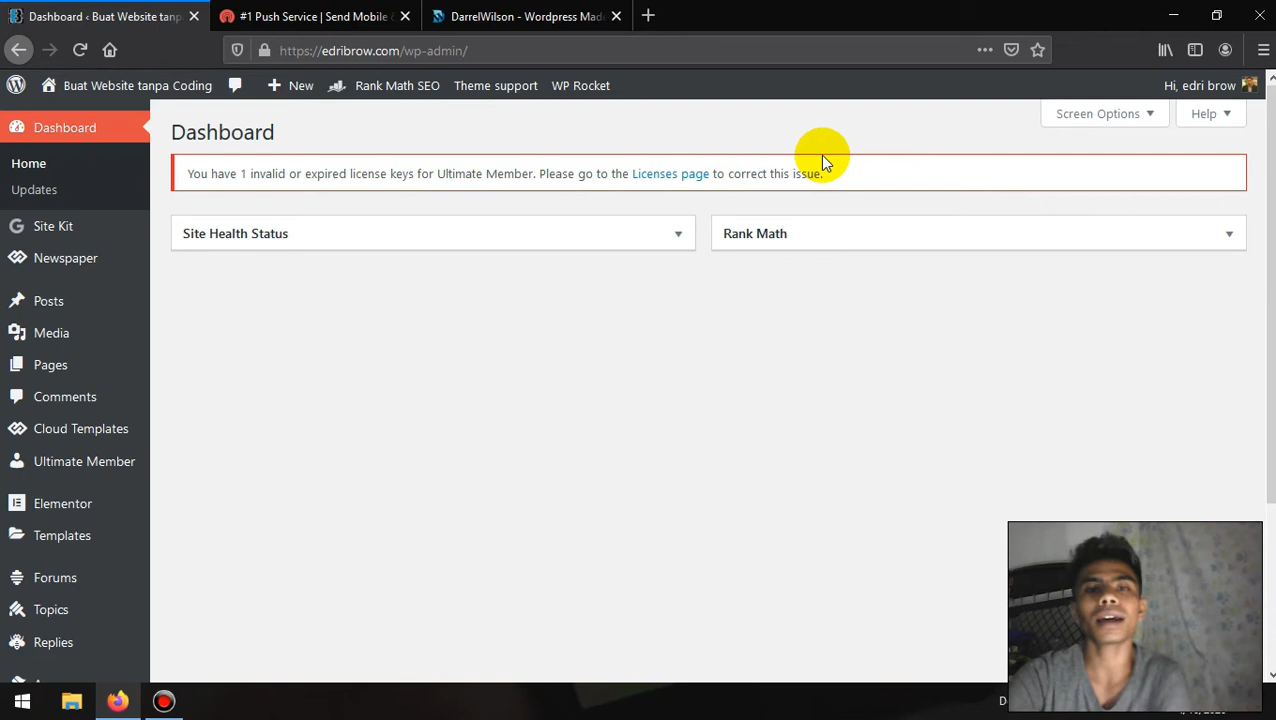 Dashboard ‹ Buat Website tanp
#1 Push Service | Send Mobile &
DarrelWilson - Wordpress Made
https://edribrow.com/wp-admin/
Buat Website tanpa Coding
New
Rank Math SEO
Theme support
WP Rocket
Hi, edri brow
Dashboard
Home
Updates
Site Kit
Newspaper
Posts
Media
Pages
Comments
Cloud Templates
Ultimate Member
Elementor
Templates
Forums
Topics
Replies
Dashboard
Screen Options
Help
You have 1 invalid or expired license keys for Ultimate Member. Please go to the Licenses page to correct this issue.
Site Health Status
Rank Math